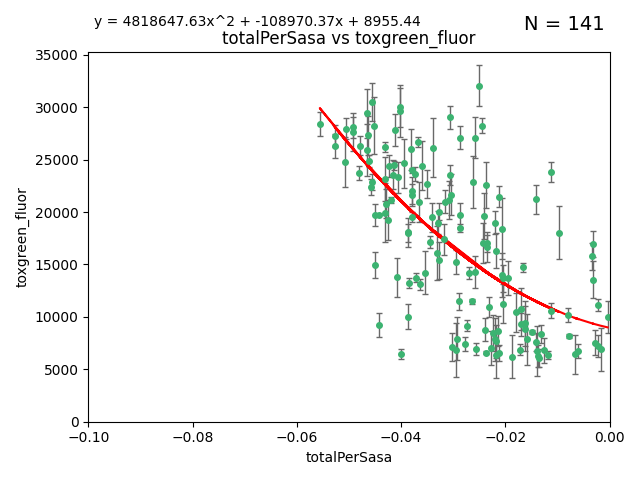 y = 4818647.63x^2 + -108970.37x + 8955.44
N = 141
totalPerSasa vs toxgreen_fluor
35000
30000
25000
20000
15000
10000
5000
0
toxgreen_fluor
−0.10 −0.08 −0.06 −0.04 −0.02 0.00
totalPerSasa